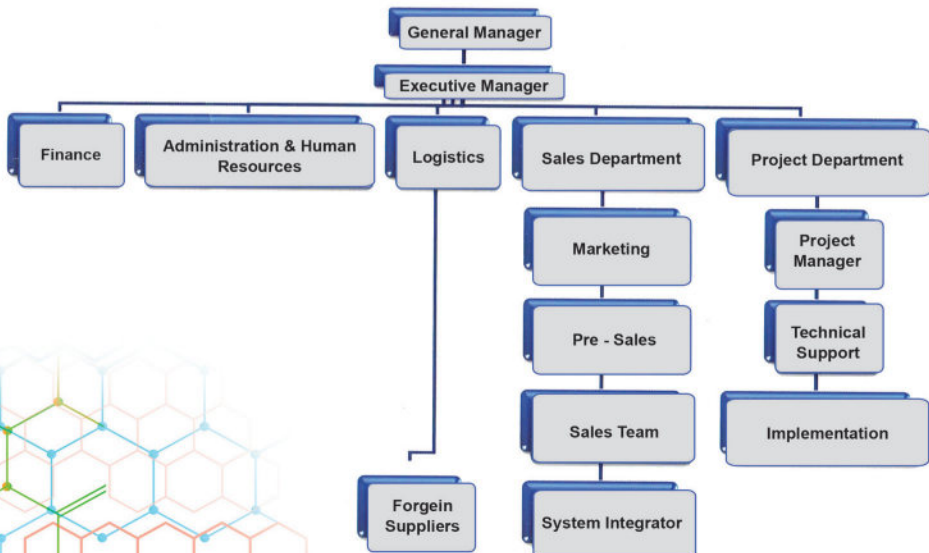 General Manager
Executive Manager
Finance
Administration & Human
Resources
Logistics
Sales Department
Project Department
Marketing
Project
Manager
Pre - Sales
Technical
Support
Sales Team
Implementation
Forgein
Suppliers
System Integrator